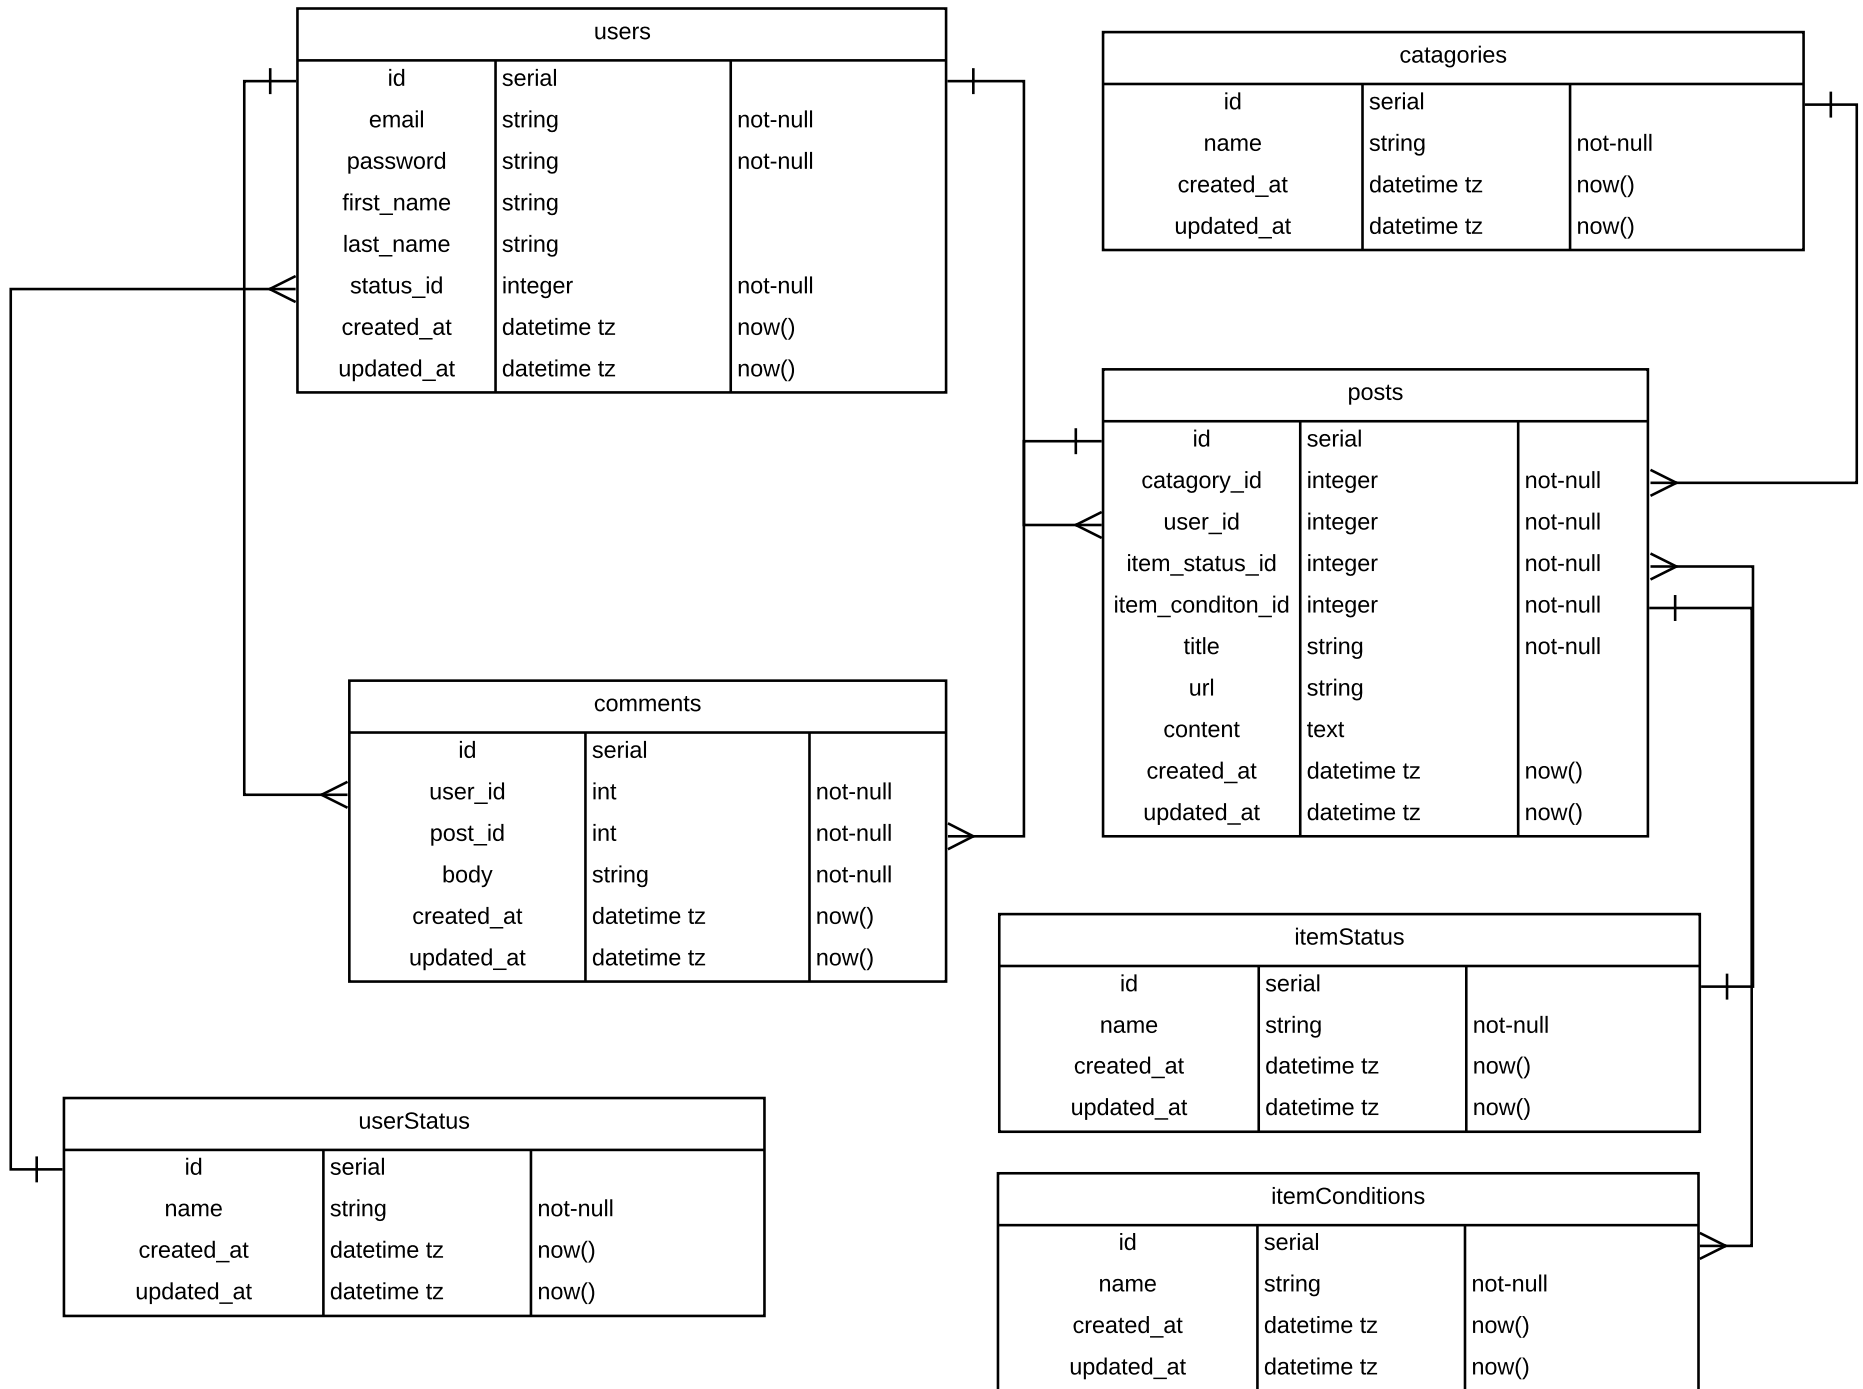 users
id serial
email string not-null
password string not-null
first_name string
last_name string
status_id integer not-null
created_at datetime tz now()
updated_at datetime tz now()
catagories
id serial
name string not-null
created_at datetime tz now()
updated_at datetime tz now()
posts
id serial
catagory_id integer not-null
user_id integer not-null
item_status_id integer not-null
item_conditon_id integer not-null
title string not-null
url string
content text
created_at datetime tz now()
updated_at datetime tz now()
comments
id serial
user_id int not-null
post_id int not-null
body string not-null
created_at datetime tz now()
updated_at datetime tz now()
itemStatus
id serial
name string not-null
created_at datetime tz now()
updated_at datetime tz now()
userStatus
id serial
name string not-null
created_at datetime tz now()
updated_at datetime tz now()
itemConditions
id serial
name string not-null
created_at datetime tz now()
updated_at datetime tz now()